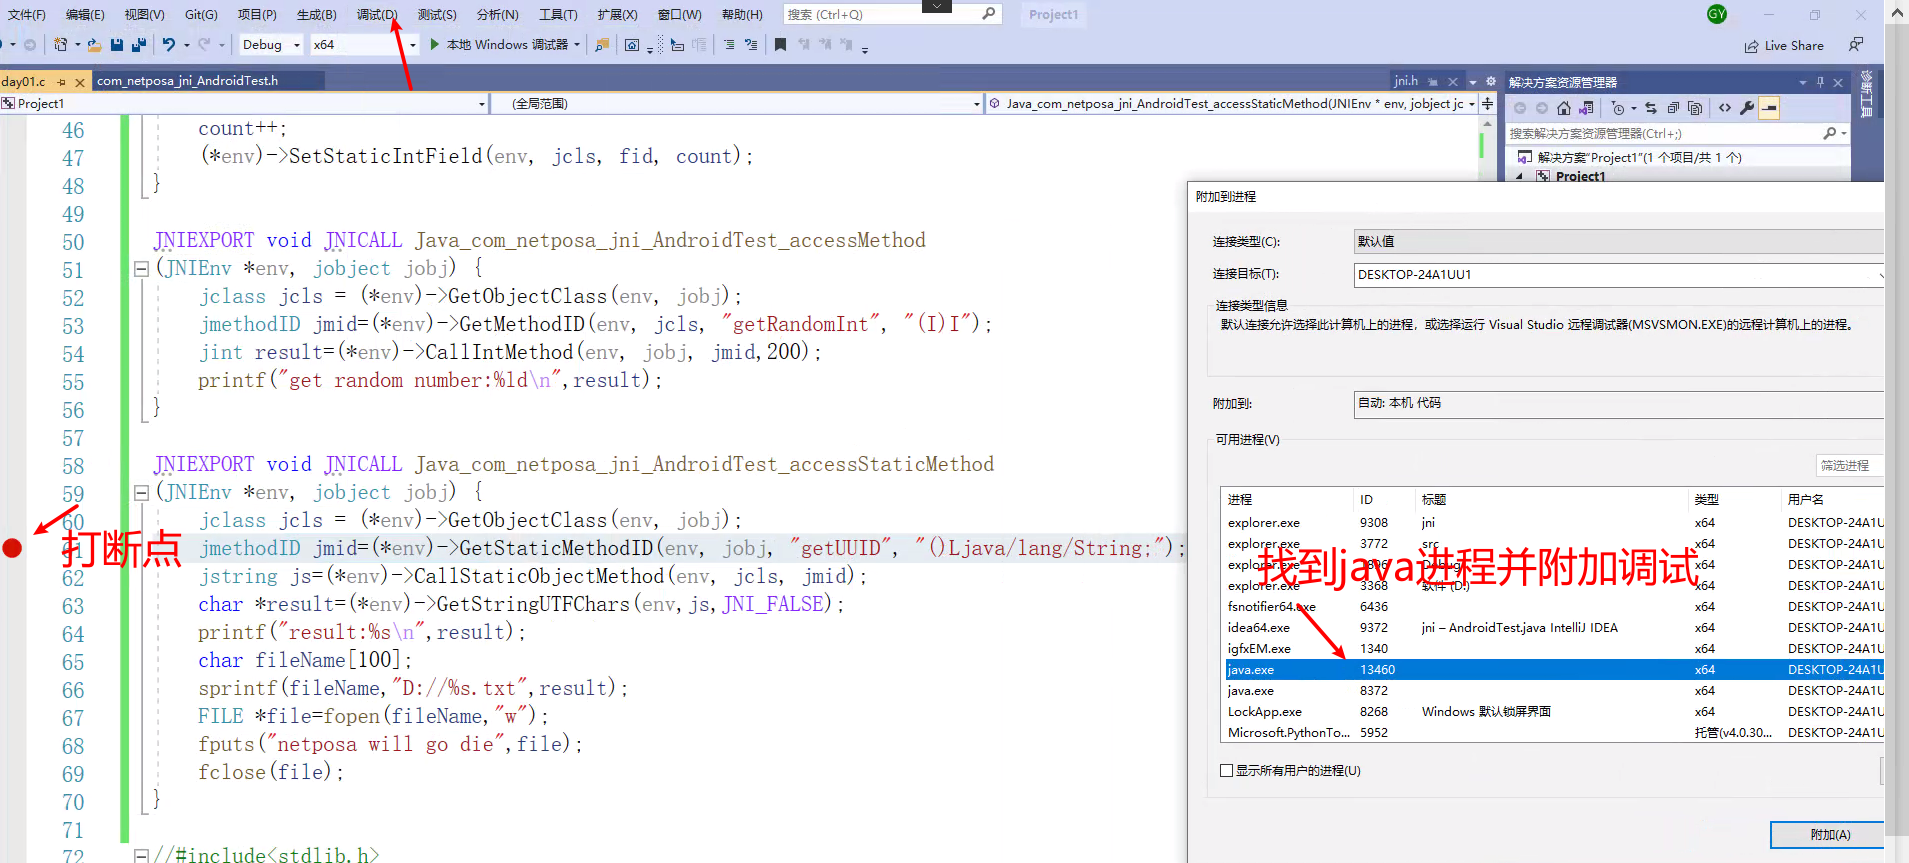 文件(F) 编辑(E) 视图(V) Git(G) 项目(P) 生成(B) 调试(D) 测试(S) 分析(N) 工具(T) 扩展(X) 窗口(W) 帮助(H) 搜索 (Ctrl+Q) Project1 GY
Debug x64 本地 Windows 调试器 Live Share
day01.c com_netposa_jni_AndroidTest.h jni.h
Project1 (全局范围) Java_com_netposa_jni_AndroidTest_accessStaticMethod(JNIEnv * env, jobject jc
46 count++;
47 (*env)->SetStaticIntField(env, jcls, fid, count);
48 }
49
50 JNIEXPORT void JNICALL Java_com_netposa_jni_AndroidTest_accessMethod
51 (JNIEnv *env, jobject jobj) {
52 jclass jcls = (*env)->GetObjectClass(env, jobj);
53 jmethodID jmid=(*env)->GetMethodID(env, jcls, "getRandomInt", "(I)I");
54 jint result=(*env)->CallIntMethod(env, jobj, jmid,200);
55 printf("get random number:%ld\n",result);
56 }
57
58 JNIEXPORT void JNICALL Java_com_netposa_jni_AndroidTest_accessStaticMethod
59 (JNIEnv *env, jobject jobj) {
60 jclass jcls = (*env)->GetObjectClass(env, jobj);
61 jmethodID jmid=(*env)->GetStaticMethodID(env, jobj, "getUUID", "()Ljava/lang/String;");
打断点
62 jstring js=(*env)->CallStaticObjectMethod(env, jcls, jmid);
63 char *result=(*env)->GetStringUTFChars(env,js,JNI_FALSE);
64 printf("result:%s\n",result);
65 char fileName[100];
66 sprintf(fileName,"D://%s.txt",result);
67 FILE *file=fopen(fileName,"w");
68 fputs("netposa will go die",file);
69 fclose(file);
70 }
71
72 //#include<stdlib.h>
解决方案资源管理器
诊断工具
搜索解决方案资源管理器(Ctrl+;)
解决方案"Project1"(1 个项目/共 1 个)
Project1
附加到进程
连接类型(C): 默认值
连接目标(T): DESKTOP-24A1UU1
连接类型信息
默认连接允许选择此计算机上的进程，或选择运行 Visual Studio 远程调试器(MSVSMON.EXE)的远程计算机上的进程。
附加到: 自动: 本机 代码
可用进程(V)
筛选进程
进程 ID 标题 类型 用户名
explorer.exe 9308 jni x64 DESKTOP-24A1U
explorer.exe 3772 src x64 DESKTOP-24A1U
找到java进程并附加调试
explorer.exe 3368 软件 (D:) x64 DESKTOP-24A1U
fsnotifier64.exe 6436 x64 DESKTOP-24A1U
idea64.exe 9372 jni – AndroidTest.java IntelliJ IDEA x64 DESKTOP-24A1U
igfxEM.exe 1340 x64 DESKTOP-24A1U
java.exe 13460 x64 DESKTOP-24A1U
java.exe 8372 x64 DESKTOP-24A1U
LockApp.exe 8268 Windows 默认锁屏界面 x64 DESKTOP-24A1U
Microsoft.PythonTo... 5952 托管(v4.0.30... DESKTOP-24A1U
显示所有用户的进程(U)
附加(A)